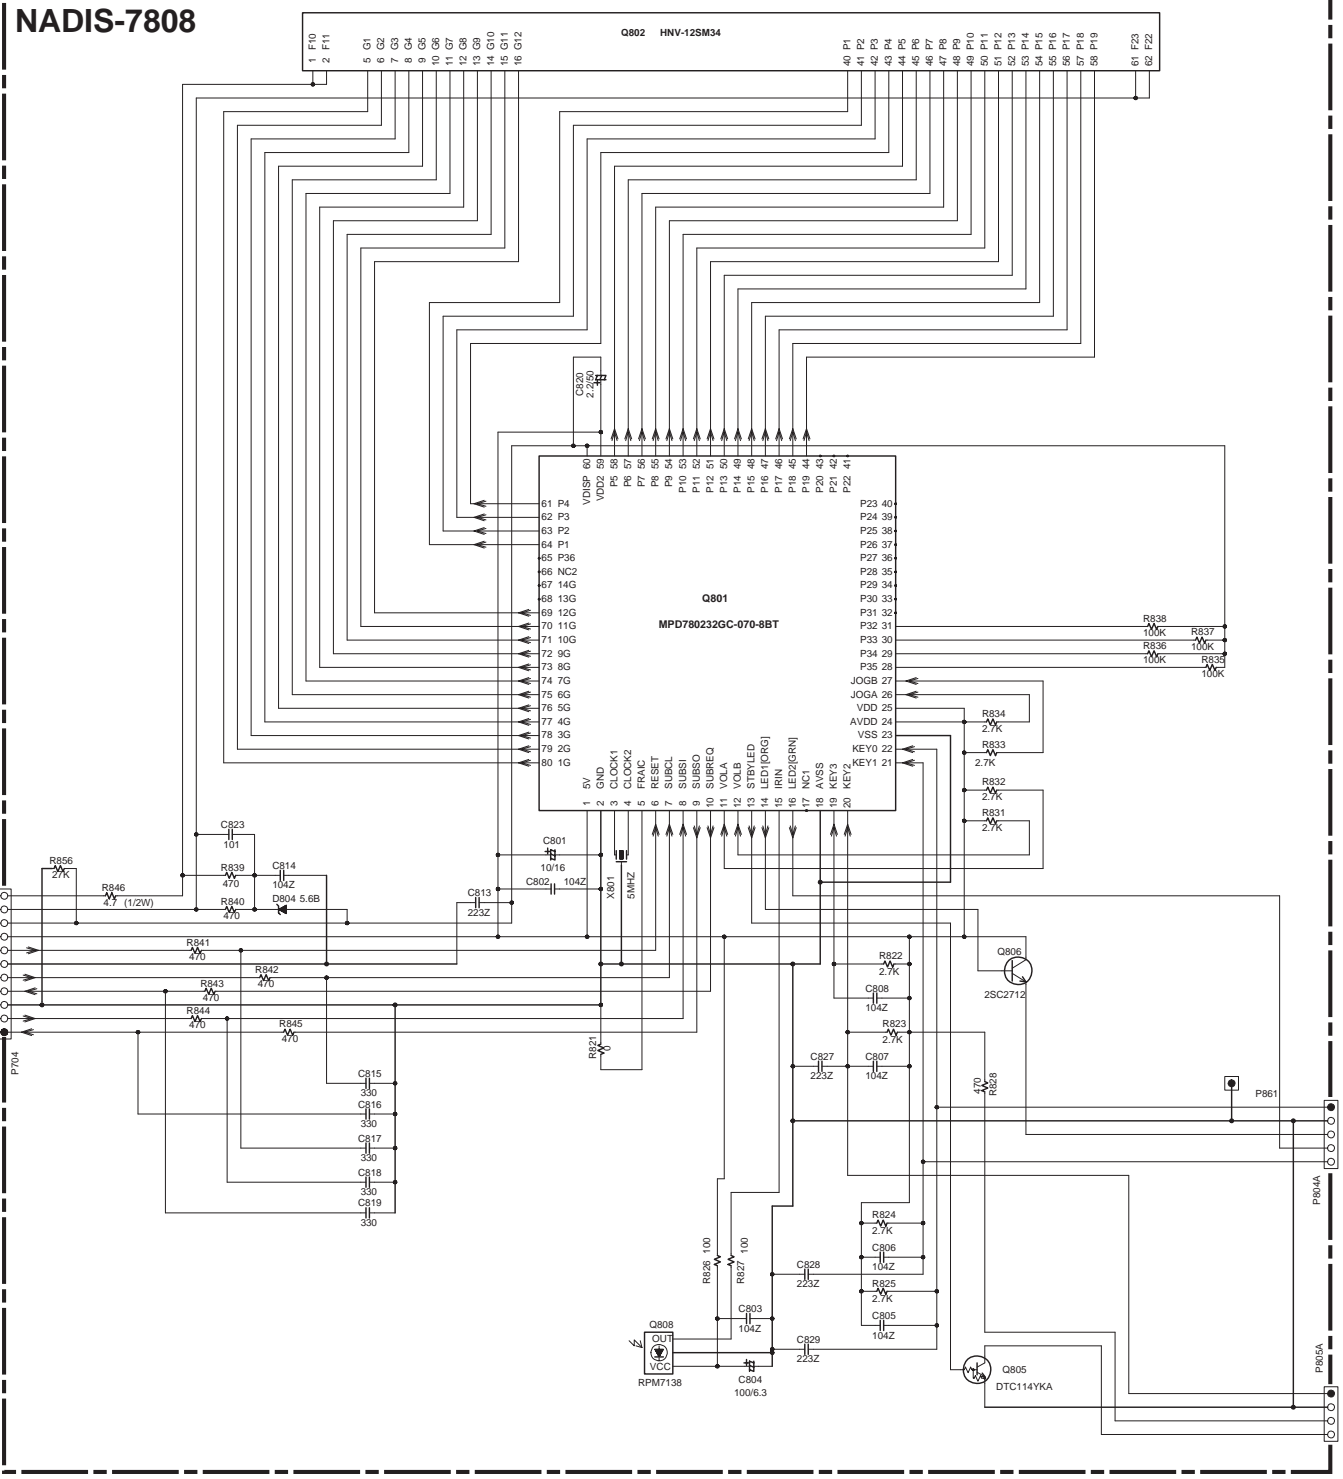 NADIS-7808
Q802 HNV-12SM34
1 F10
2 F11
5 G1
6 G2
7 G3
8 G4
9 G5
10 G6
11 G7
12 G8
13 G9
14 G10
15 G11
16 G12
40 P1
41 P2
42 P3
43 P4
44 P5
45 P6
46 P7
47 P8
48 P9
49 P10
50 P11
51 P12
52 P13
53 P14
54 P15
55 P16
56 P17
57 P18
58 P19
61 F23
62 F22
C820
2.2/50
VDISP 60
VDD2 59
P5 58
P6 57
P7 56
P8 55
P9 54
P10 53
P11 52
P12 51
P13 50
P14 49
P15 48
P16 47
P17 46
P18 45
P19 44
P20 43
P21 42
P22 41
61 P4
62 P3
63 P2
64 P1
65 P36
66 NC2
67 14G
68 13G
69 12G
70 11G
71 10G
72 9G
73 8G
74 7G
75 6G
76 5G
77 4G
78 3G
79 2G
80 1G
Q801
MPD780232GC-070-8BT
P23 40
P24 39
P25 38
P26 37
P27 36
P28 35
P29 34
P30 33
P31 32
P32 31
P33 30
P34 29
P35 28
JOGB 27
JOGA 26
VDD 25
AVDD 24
VSS 23
KEY0 22
KEY1 21
1 5V
2 GND
3 CLOCK1
4 CLOCK2
5 FRAIC
6 RESET
7 SUBCL
8 SUBSI
9 SUBSO
10 SUBREQ
11 VOLA
12 VOLB
13 STBYLED
14 LED1[ORG]
15 IRIN
16 LED2[GRN]
17 NC1
18 AVSS
19 KEY3
20 KEY2
R838
100K
R837
100K
R836
100K
R835
100K
R834
2.7K
R833
2.7K
R832
2.7K
R831
2.7K
C823
101
R856
27K
R839
470
C814
104Z
R846
4.7 (1/2W)
R840
470
D804 5.6B
C813
223Z
C801
10/16
C802 104Z
X801
5MHZ
R841
470
R842
470
R843
470
R844
470
R845
470
P704
R821
0
C815
330
C816
330
C817
330
C818
330
C819
330
R822
2.7K
C808
104Z
R823
2.7K
C827
223Z
C807
104Z
Q806
2SC2712
470
R828
P861
P804A
R826 100
R827 100
R824
2.7K
C806
104Z
C828
223Z
R825
2.7K
C803
104Z
C805
104Z
C829
223Z
Q808
OUT
VCC
RPM7138
C804
100/6.3
Q805
DTC114YKA
P805A